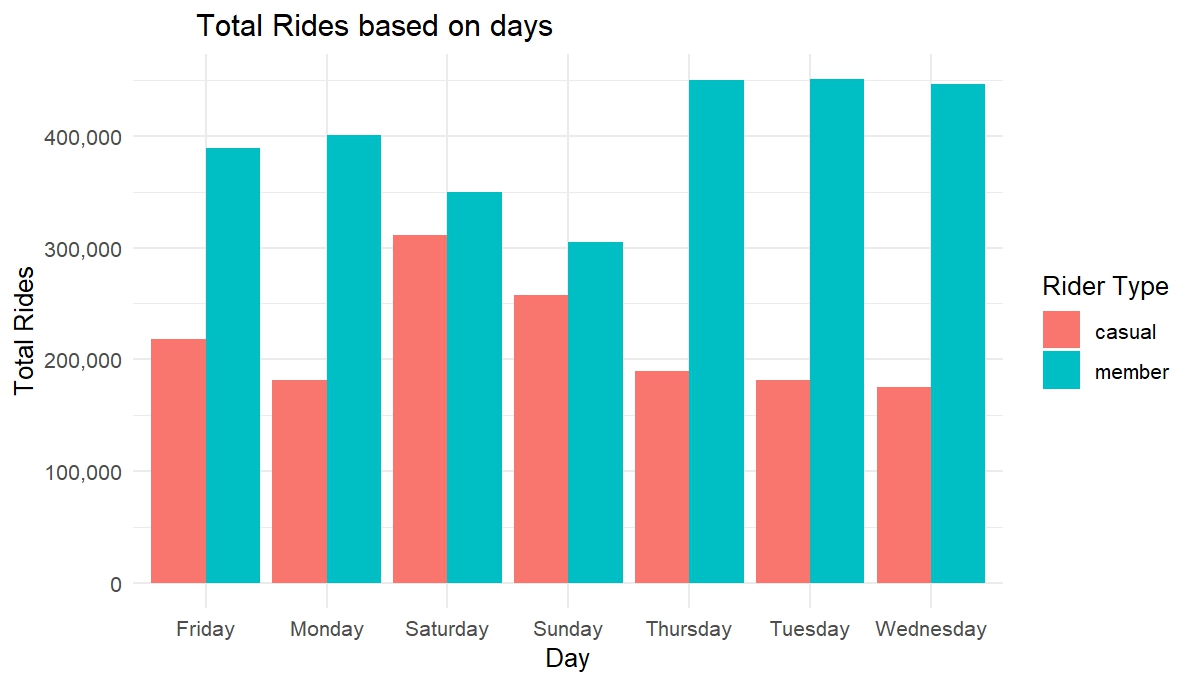 Total Rides based on days
Total Rides
400,000
300,000
200,000
100,000
0
Friday Monday Saturday Sunday Thursday Tuesday Wednesday
Day
Rider Type
casual
member